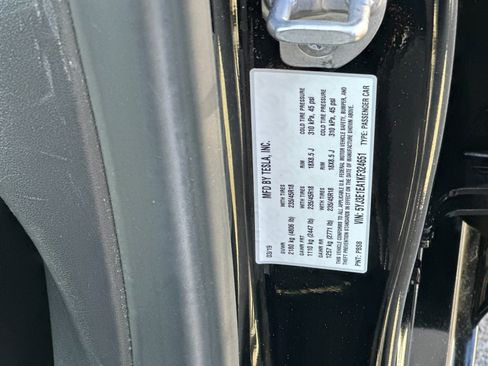 MFD BY TESLA, INC.
03/19
GVWR 2180 kg (4806 lb) WITH TIRES 235/45R18 RIM 18X8.5 J COLD TIRE PRESSURE 310 kPa, 45 psi
GAWR FRT 1110 kg (2447 lb) WITH TIRES 235/45R18 RIM 18X8.5 J COLD TIRE PRESSURE 310 kPa, 45 psi
GAWR RR 1257 kg (2771 lb)
THIS VEHICLE CONFORMS TO ALL APPLICABLE U.S. FEDERAL MOTOR VEHICLE SAFETY, BUMPER, AND
THEFT PREVENTION STANDARDS IN EFFECT ON THE DATE OF MANUFACTURE SHOWN ABOVE.
VIN: 5YJ3E1EA1KF324651
PNT: PBSB TYPE: PASSENGER CAR